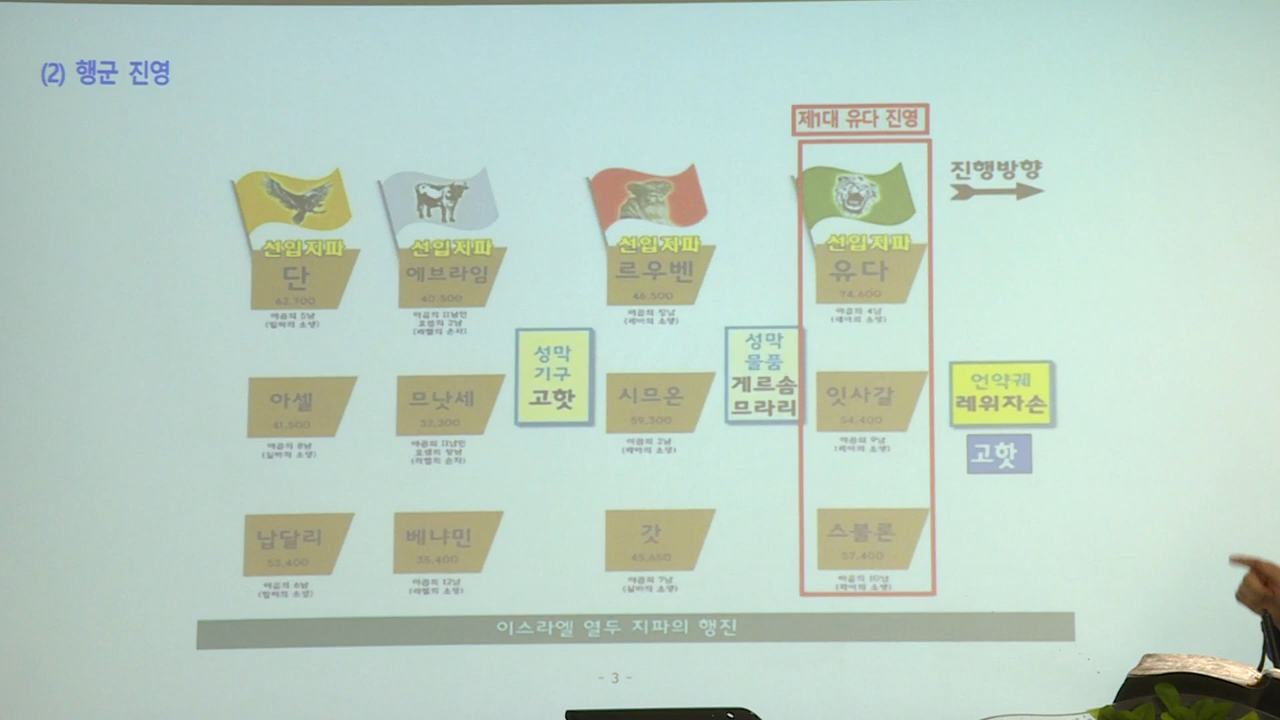 (2) 행군 진영
제1대 유다 진영
진행방향
선임지파
단
62,700
야곱의 5남
(빌하의 소생)
선임지파
에브라임
40,500
야곱의 11남인
요셉의 2남
(라헬의 손자)
선임지파
르우벤
46,500
야곱의 장남
(레아의 소생)
선임지파
유다
74,600
야곱의 4남
(레아의 소생)
성막
기구
고핫
성막
물품
게르솜
므라리
언약궤
레위자손
고핫
아셀
41,500
야곱의 8남
(실바의 소생)
므낫세
32,200
야곱의 11남인
요셉의 장남
(라헬의 손자)
시므온
59,300
야곱의 2남
(레아의 소생)
잇사갈
54,400
야곱의 9남
(레아의 소생)
납달리
53,400
야곱의 6남
(빌하의 소생)
베냐민
35,400
야곱의 12남
(라헬의 소생)
갓
45,650
야곱의 7남
(실바의 소생)
스불론
57,400
야곱의 10남
(레아의 소생)
이스라엘 열두 지파의 행진
- 3 -